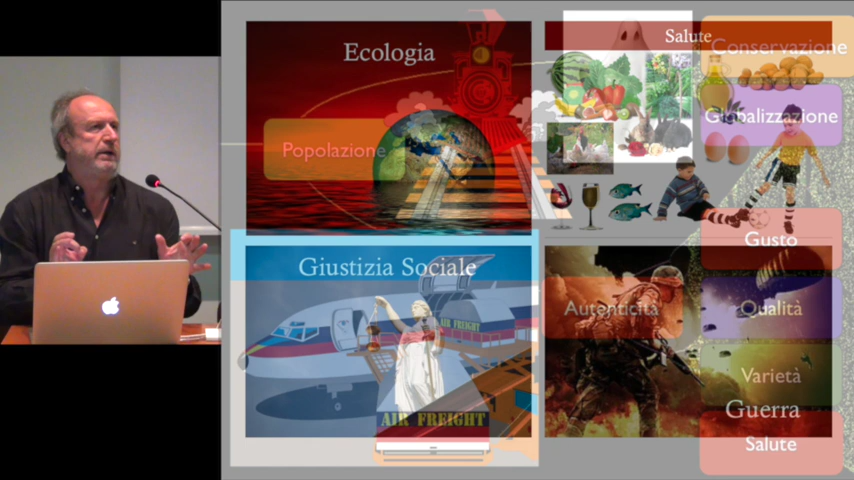 Ecologia
Salute
Conservazione
Globalizzazione
Popolazione
Gusto
Giustizia Sociale
Autenticità
Qualità
AIR FREIGHT
Varietà
Guerra
AIR FREIGHT
Salute